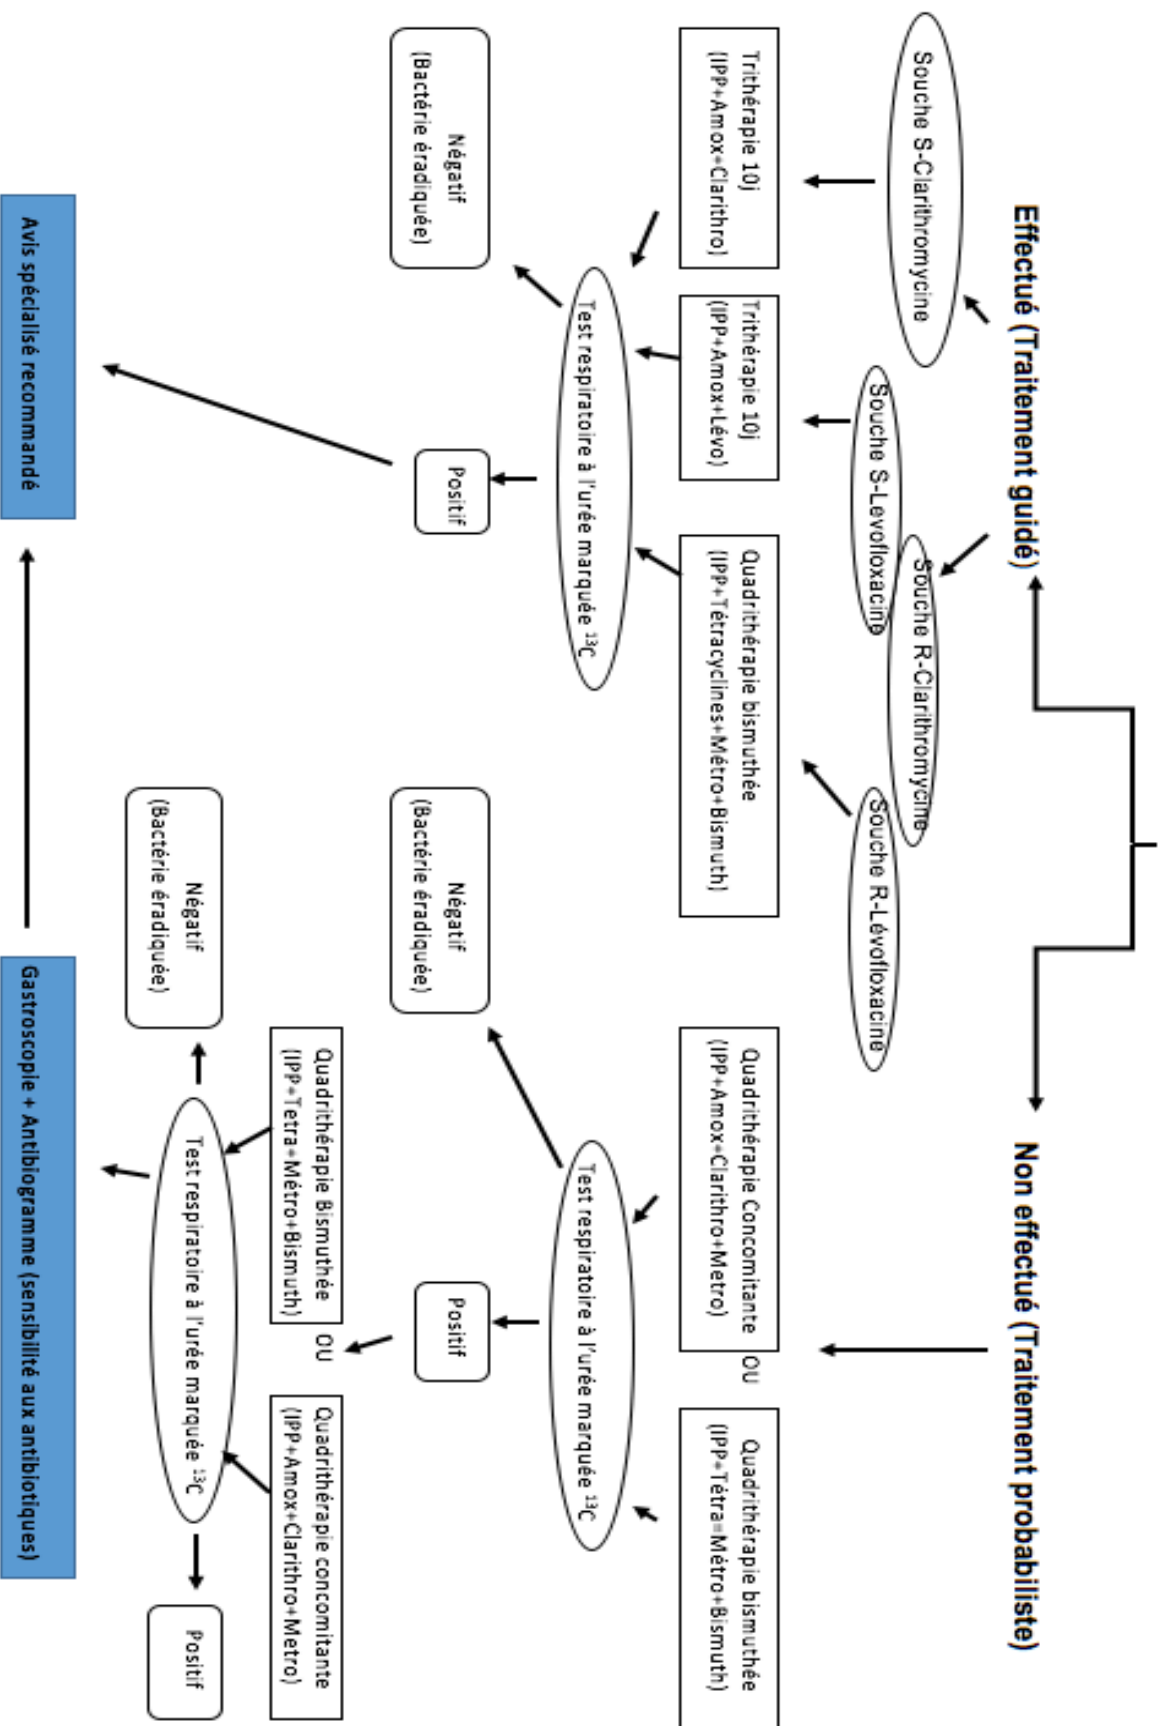 Effectué (Traitement guidé)
Non effectué (Traitement probabiliste)
Souche S-Clarithromycine
Souche R-Clarithromycine
Souche S-Levofloxacine
Souche R-Lévofloxacine
Trithérapie 10j
(IPP+Amox+Clarithro)
Trithérapie 10j
(IPP+Amox+Lévo)
Quadrithérapie bismuthée
(IPP+Tétracyclines+Métro+Bismuth)
Quadrithérapie Concomitante
(IPP+Amox+Clarithro+Metro)
OU
Quadrithérapie bismuthée
(IPP+Tétra=Métro+Bismuth)
Test respiratoire à l'urée marquée ¹³C
Test respiratoire à l'urée marquée ¹³C
Négatif
(Bactérie éradiquée)
Positif
Négatif
(Bactérie éradiquée)
Positif
Quadrithérapie Bismuthée
(IPP+Tetra+Métro+Bismuth)
OU
Quadrithérapie concomitante
(IPP+Amox+Clarithro+Metro)
Négatif
(Bactérie éradiquée)
Test respiratoire à l'urée marquée ¹³C
Positif
Avis spécialisé recommandé
Gastroscopie + Antibiogramme (sensibilité aux antibiotiques)